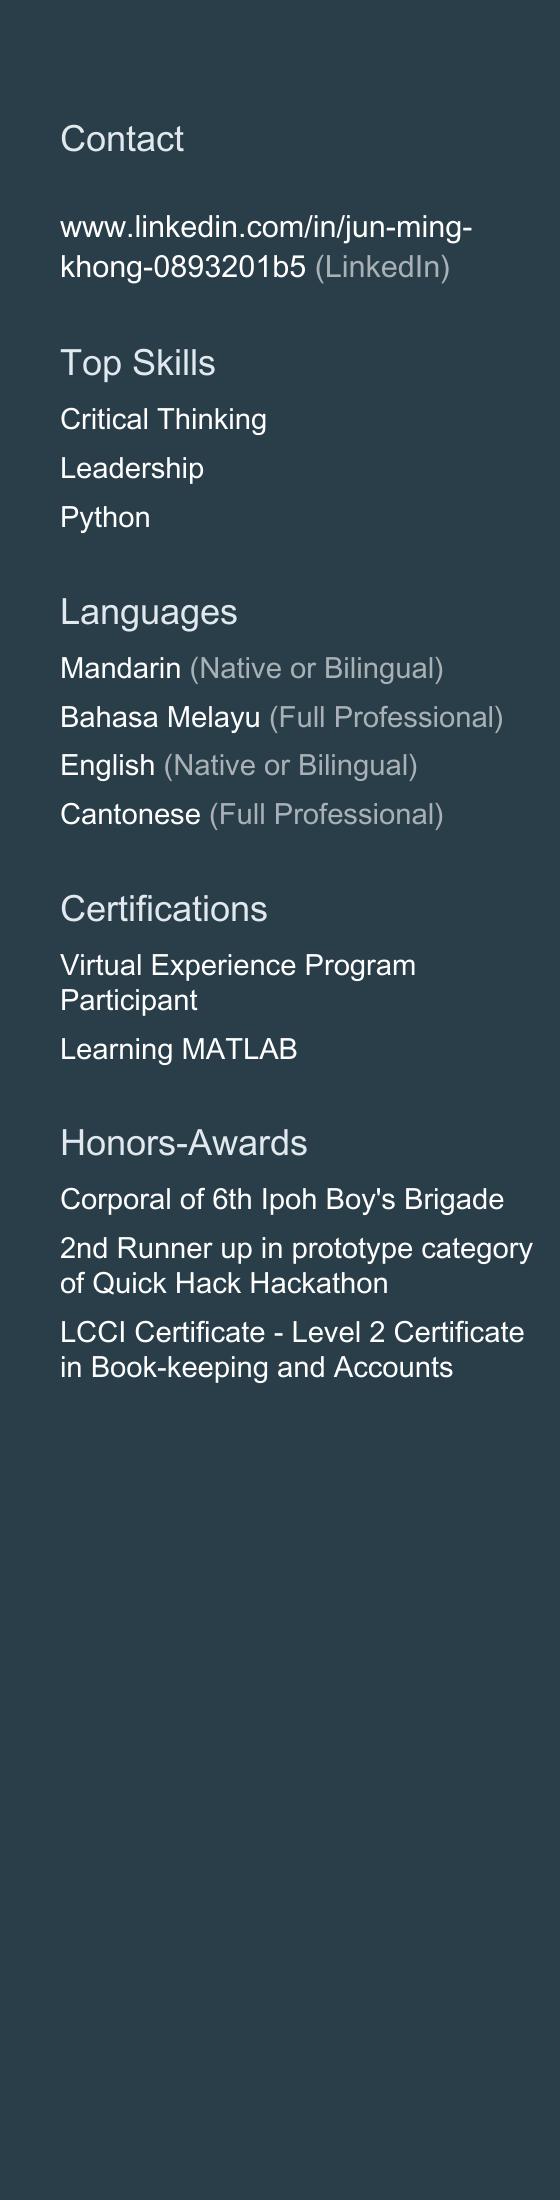 Contact
www.linkedin.com/in/jun-ming-
khong-0893201b5 (LinkedIn)
Top Skills
Critical Thinking
Leadership
Python
Languages
Mandarin (Native or Bilingual)
Bahasa Melayu (Full Professional)
English (Native or Bilingual)
Cantonese (Full Professional)
Certifications
Virtual Experience Program
Participant
Learning MATLAB
Honors-Awards
Corporal of 6th Ipoh Boy's Brigade
2nd Runner up in prototype category
of Quick Hack Hackathon
LCCI Certificate - Level 2 Certificate
in Book-keeping and Accounts